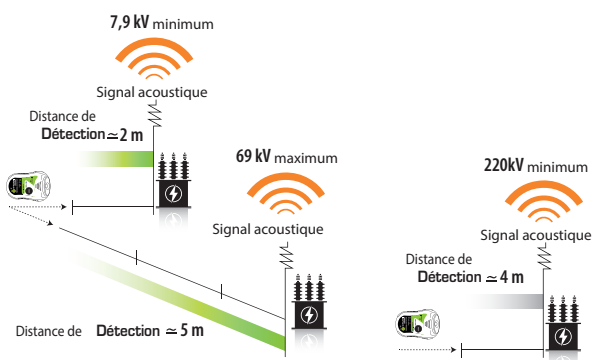 7,9 kV minimum
Signal acoustique
Distance de
Détection ≃ 2 m
69 kV maximum
Signal acoustique
Distance de Détection ≃ 5 m
220kV minimum
Signal acoustique
Distance de
Détection ≃ 4 m